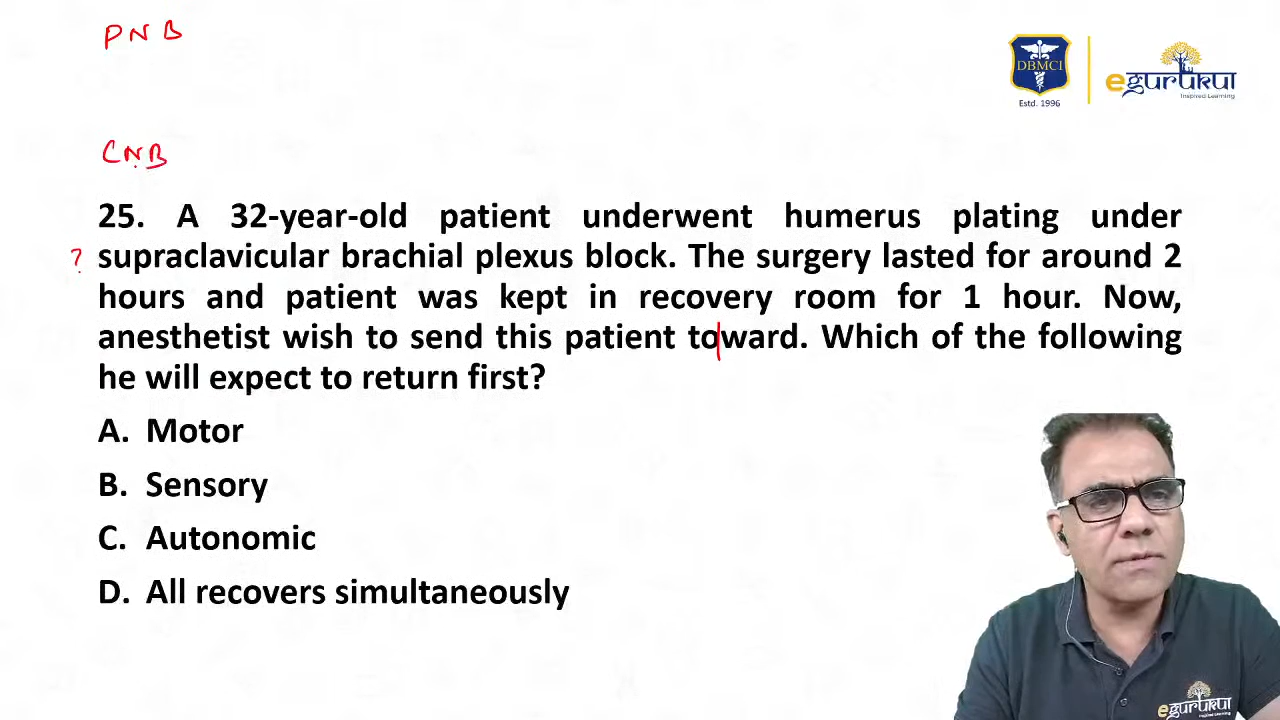 PNB
DBMCI
Estd. 1996
egurukul
Inspired Learning
CNB
25. A 32-year-old patient underwent humerus plating under
? supraclavicular brachial plexus block. The surgery lasted for around 2
hours and patient was kept in recovery room for 1 hour. Now,
anesthetist wish to send this patient toward. Which of the following
he will expect to return first?
A. Motor
B. Sensory
C. Autonomic
D. All recovers simultaneously
egurukul
Inspired Learning